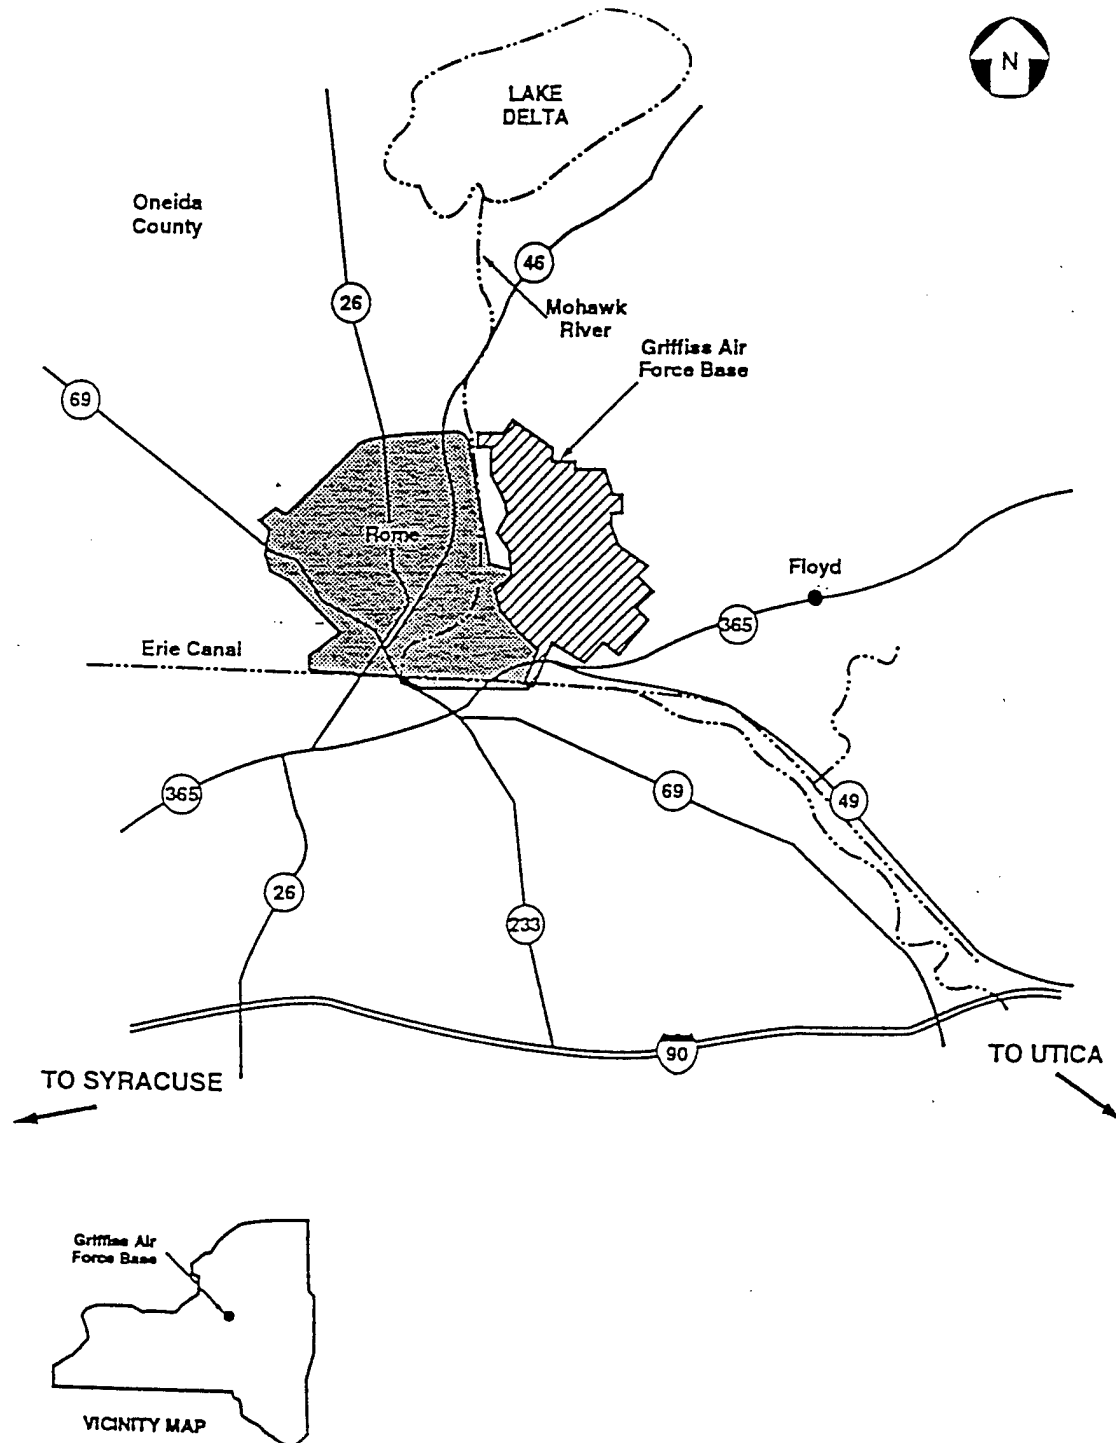 N
LAKE
DELTA
Oneida
County
46
26
Mohawk
River
Griffiss Air
Force Base
69
Rome
Floyd
365
Erie Canal
365
69
49
26
233
90
TO SYRACUSE
TO UTICA
Griffiss Air
Force Base
VICINITY MAP